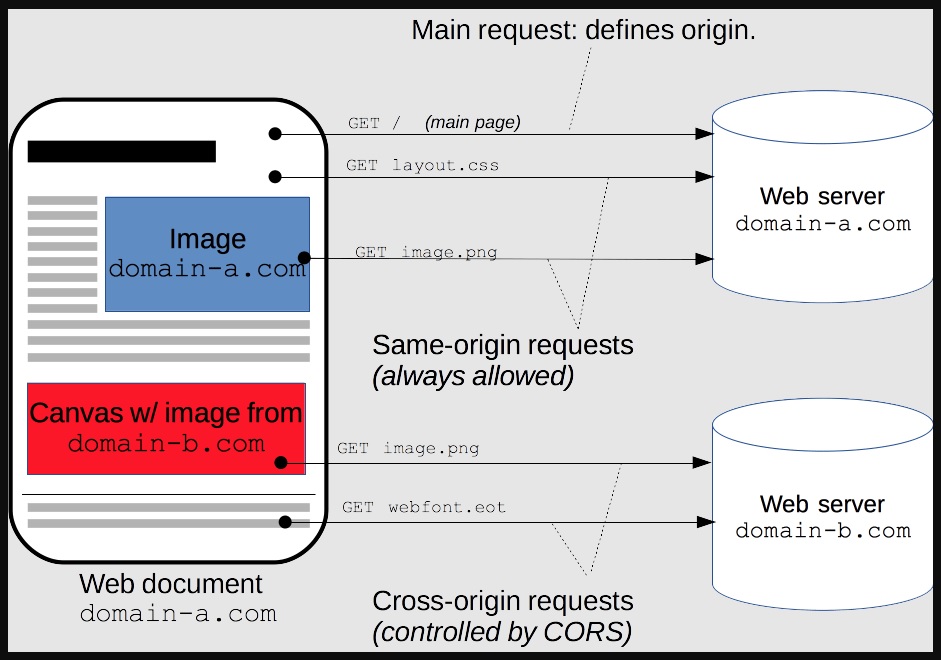 Main request: defines origin.
GET / (main page)
GET layout.css
Web server
domain-a.com
Image
domain-a.com
GET image.png
Same-origin requests
(always allowed)
Canvas w/ image from
domain-b.com
GET image.png
GET webfont.eot
Web server
domain-b.com
Web document
domain-a.com
Cross-origin requests
(controlled by CORS)